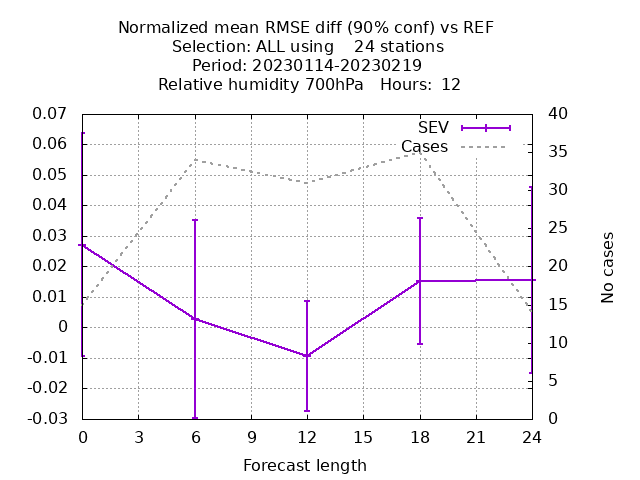 Normalized mean RMSE diff (90% conf) vs REF
Selection: ALL using    24 stations
Period: 20230114-20230219
Relative humidity 700hPa   Hours:  12
SEV
Cases
0.07
0.06
0.05
0.04
0.03
0.02
0.01
0
-0.01
-0.02
-0.03
40
35
30
25
20
15
10
5
0
No cases
0 3 6 9 12 15 18 21 24
Forecast length